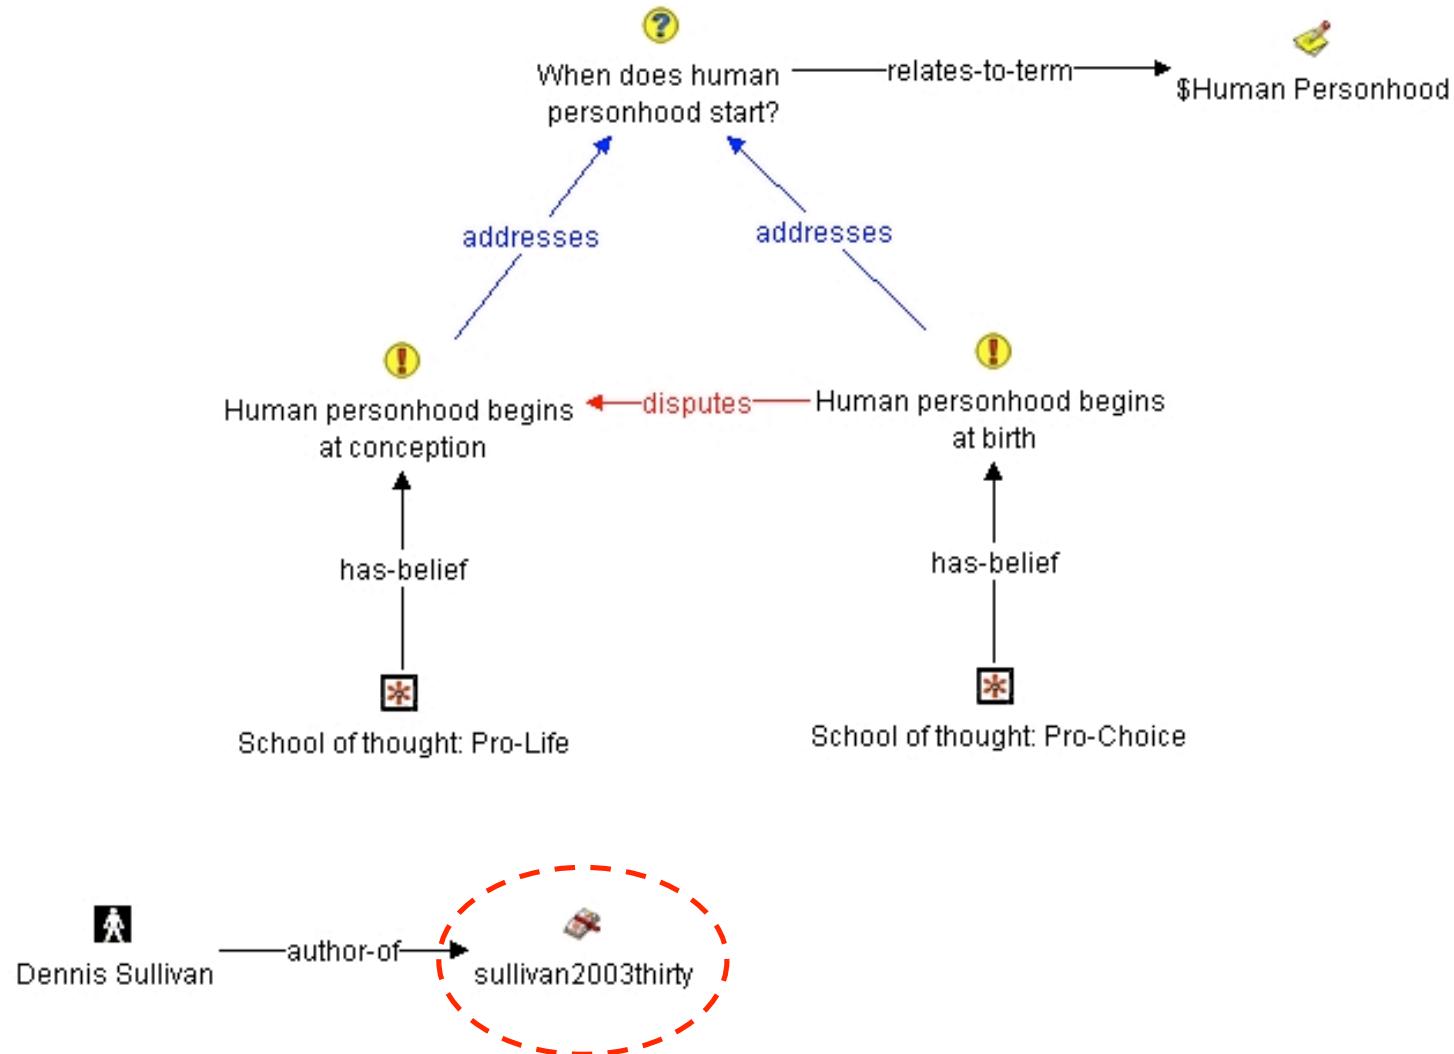 When does human
personhood start?
relates-to-term
$Human Personhood
addresses
addresses
Human personhood begins
at conception
disputes
Human personhood begins
at birth
has-belief
has-belief
School of thought: Pro-Life
School of thought: Pro-Choice
Dennis Sullivan
author-of
sullivan2003thirty